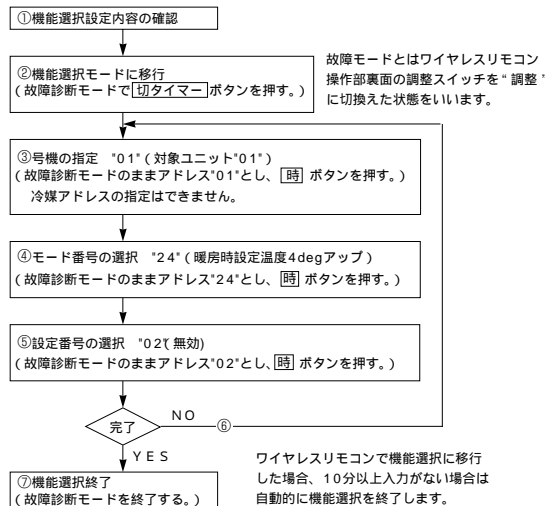 ①機能選択設定内容の確認
②機能選択モードに移行
(故障診断モードで 切タイマー ボタンを押す。)
故障モードとはワイヤレスリモコン
操作部裏面の調整スイッチを“調整”
に切換えた状態をいいます。
③号機の指定 "01"(対象ユニット"01")
(故障診断モードのままアドレス"01"とし、 時 ボタンを押す。)
冷媒アドレスの指定はできません。
④モード番号の選択 "24"(暖房時設定温度4degアップ)
(故障診断モードのままアドレス"24"とし、 時 ボタンを押す。)
⑤設定番号の選択 "02"(無効)
(故障診断モードのままアドレス"02"とし、 時 ボタンを押す。)
完了
NO
⑥
YES
⑦機能選択終了
(故障診断モードを終了する。)
ワイヤレスリモコンで機能選択に移行
した場合、10分以上入力がない場合は
自動的に機能選択を終了します。